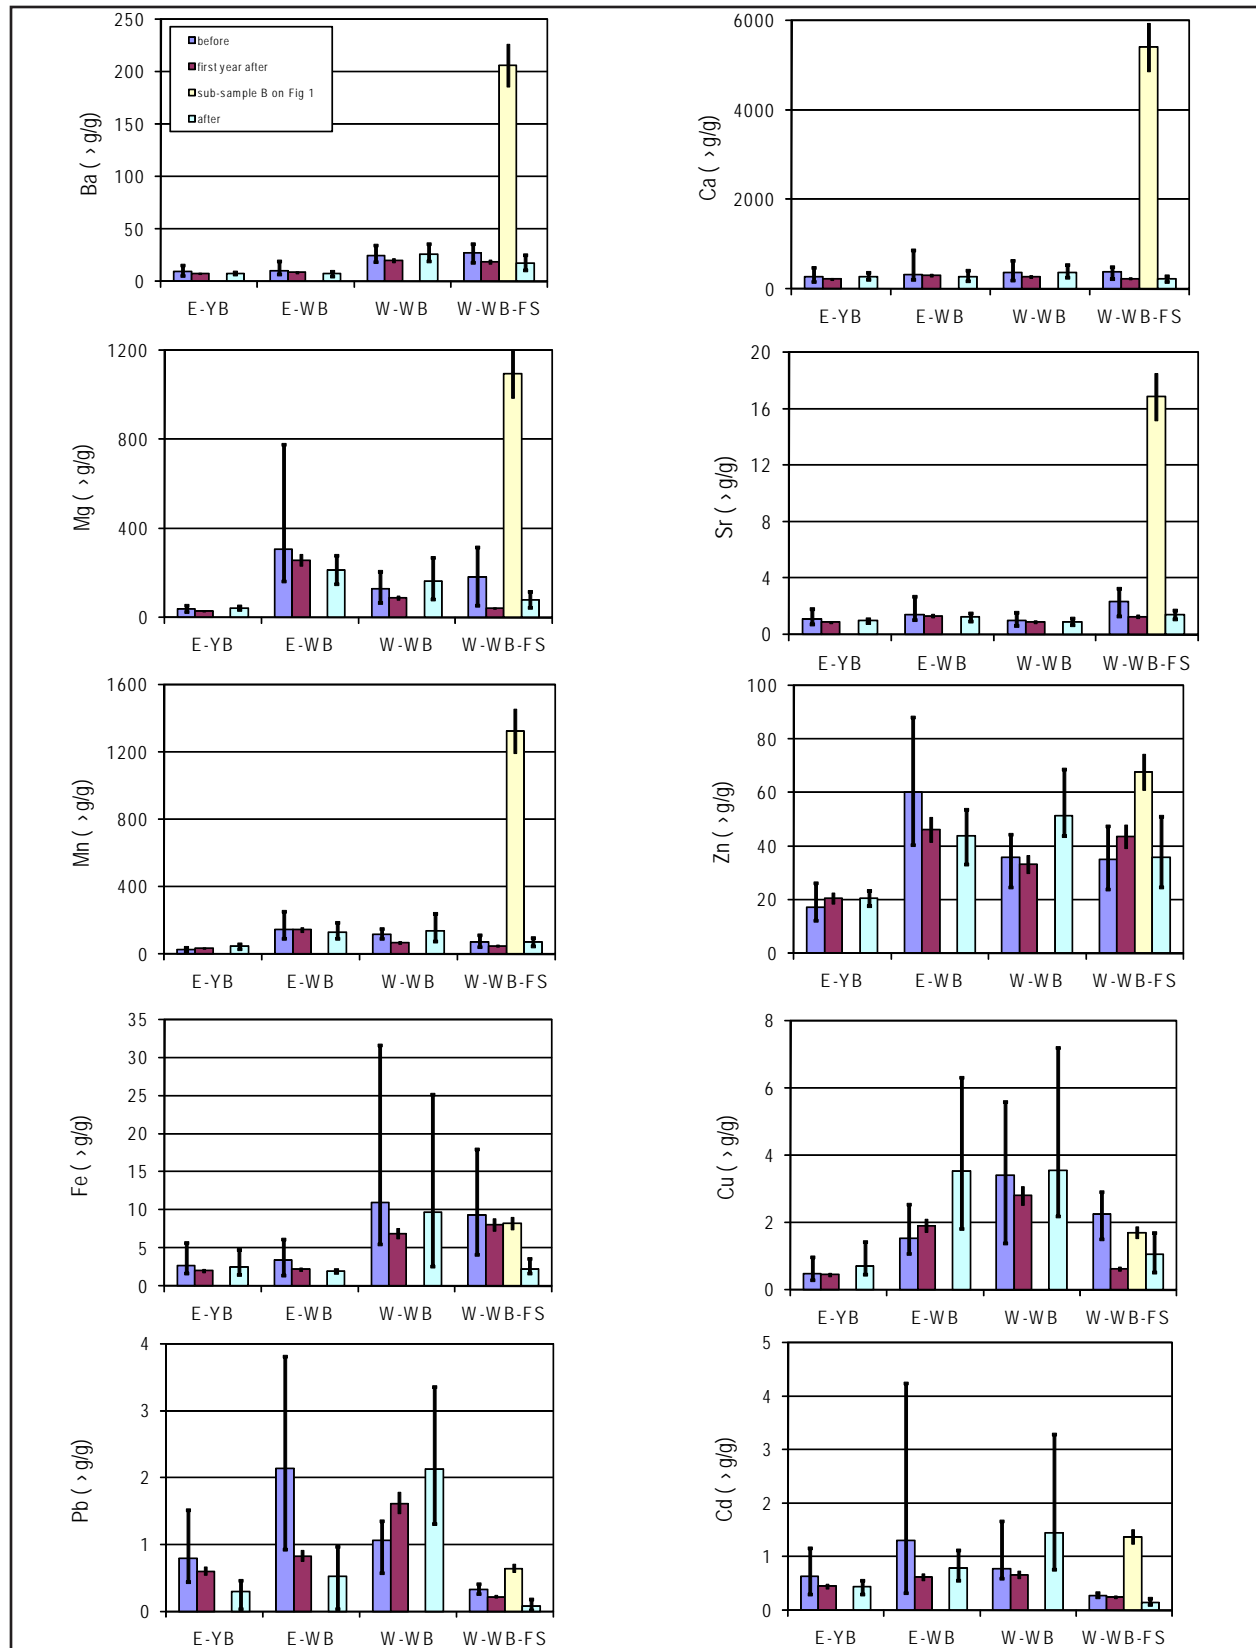 Ba ( › g/g)
250
200
150
100
50
0
before
first year after
sub-sample B on Fig 1
after
E-YB E-WB W-WB W-WB-FS
Ca ( › g/g)
6000
4000
2000
0
E-YB E-WB W-WB W-WB-FS
Mg ( › g/g)
1200
800
400
0
E-YB E-WB W-WB W-WB-FS
Sr ( › g/g)
20
16
12
8
4
0
E-YB E-WB W-WB W-WB-FS
Mn ( › g/g)
1600
1200
800
400
0
E-YB E-WB W-WB W-WB-FS
Zn ( › g/g)
100
80
60
40
20
0
E-YB E-WB W-WB W-WB-FS
Fe ( › g/g)
35
30
25
20
15
10
5
0
E-YB E-WB W-WB W-WB-FS
Cu ( › g/g)
8
6
4
2
0
E-YB E-WB W-WB W-WB-FS
Pb ( › g/g)
4
3
2
1
0
E-YB E-WB W-WB W-WB-FS
Cd ( › g/g)
5
4
3
2
1
0
E-YB E-WB W-WB W-WB-FS